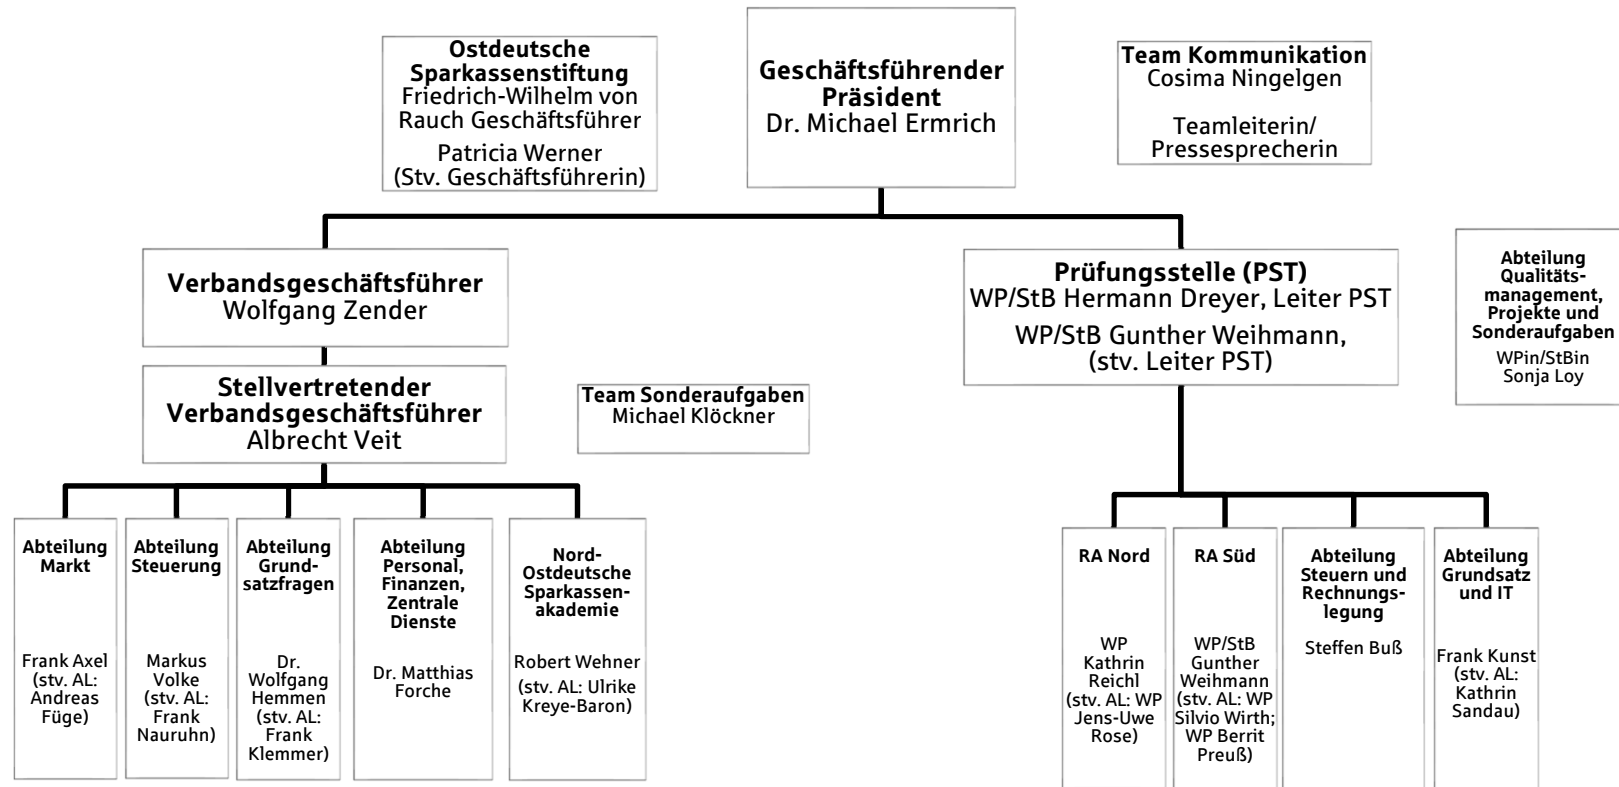 Ostdeutsche
Sparkassenstiftung
Friedrich-Wilhelm von
Rauch Geschäftsführer
Patricia Werner
(Stv. Geschäftsführerin)
Geschäftsführender
Präsident
Dr. Michael Ermrich
Team Kommunikation
Cosima Ningelgen
Teamleiterin/
Pressesprecherin
Verbandsgeschäftsführer
Wolfgang Zender
Prüfungsstelle (PST)
WP/StB Hermann Dreyer, Leiter PST
WP/StB Gunther Weihmann,
(stv. Leiter PST)
Abteilung
Qualitäts-
management,
Projekte und
Sonderaufgaben
WPin/StBin
Sonja Loy
Stellvertretender
Verbandsgeschäftsführer
Albrecht Veit
Team Sonderaufgaben
Michael Klöckner
Abteilung
Markt
Frank Axel
(stv. AL:
Andreas
Füge)
Abteilung
Steuerung
Markus
Volke
(stv. AL:
Frank
Nauruhn)
Abteilung
Grund-
satzfragen
Dr.
Wolfgang
Hemmen
(stv. AL:
Frank
Klemmer)
Abteilung
Personal,
Finanzen,
Zentrale
Dienste
Dr. Matthias
Forche
Nord-
Ostdeutsche
Sparkassen-
akademie
Robert Wehner
(stv. AL: Ulrike
Kreye-Baron)
RA Nord
WP
Kathrin
Reichl
(stv. AL: WP
Jens-Uwe
Rose)
RA Süd
WP/StB
Gunther
Weihmann
(stv. AL: WP
Silvio Wirth;
WP Berrit
Preuß)
Abteilung
Steuern und
Rechnungs-
legung
Steffen Buß
Abteilung
Grundsatz
und IT
Frank Kunst
(stv. AL:
Kathrin
Sandau)